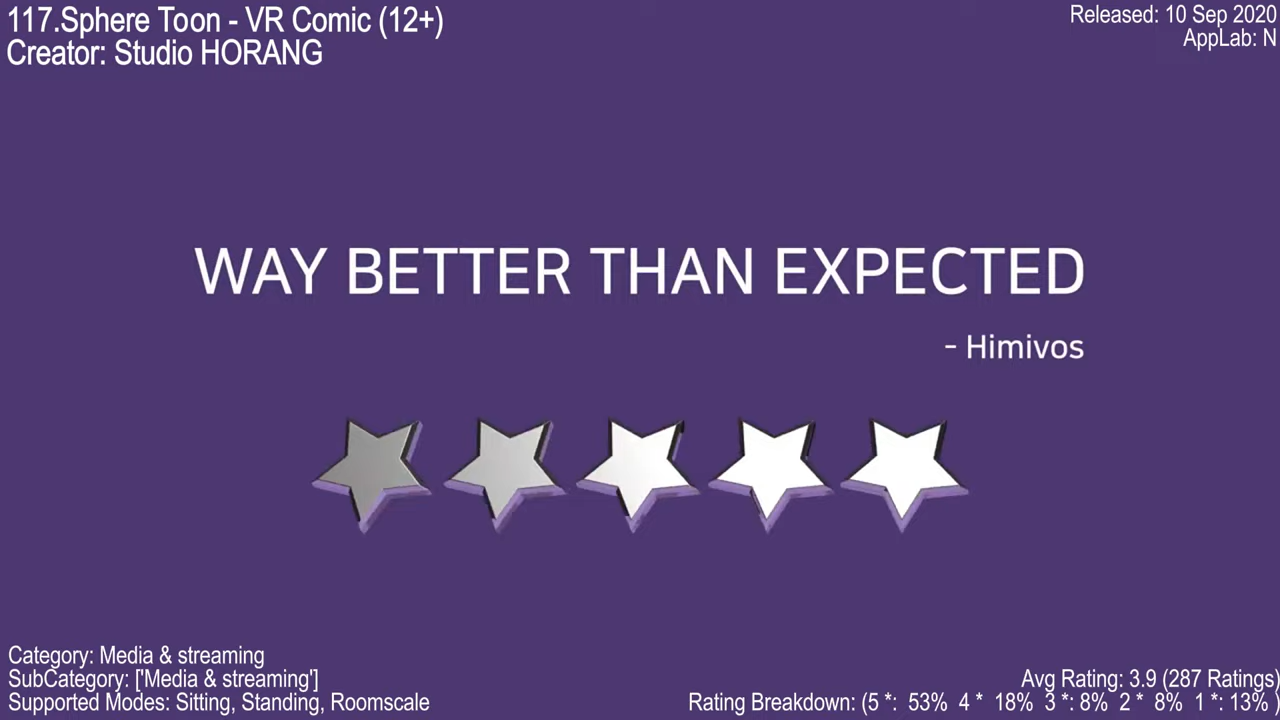 117.Sphere Toon - VR Comic (12+)
Creator: Studio HORANG
Released: 10 Sep 2020
AppLab: N
WAY BETTER THAN EXPECTED
- Himivos
Category: Media & streaming
SubCategory: ['Media & streaming']
Supported Modes: Sitting, Standing, Roomscale
Avg Rating: 3.9 (287 Ratings)
Rating Breakdown: (5 *: 53% 4 * 18% 3 *: 8% 2 * 8% 1 *: 13% )